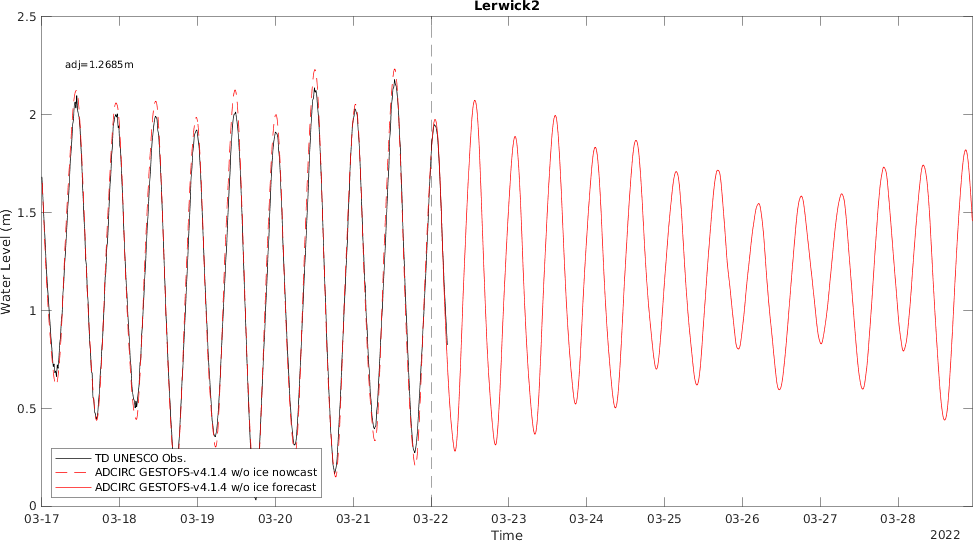 Lerwick2
adj=1.2685m
2.5
2
1.5
1
0.5
0
Water Level (m)
TD UNESCO Obs.
ADCIRC GESTOFS-v4.1.4 w/o ice nowcast
ADCIRC GESTOFS-v4.1.4 w/o ice forecast
03-17 03-18 03-19 03-20 03-21 03-22 03-23 03-24 03-25 03-26 03-27 03-28
Time
2022